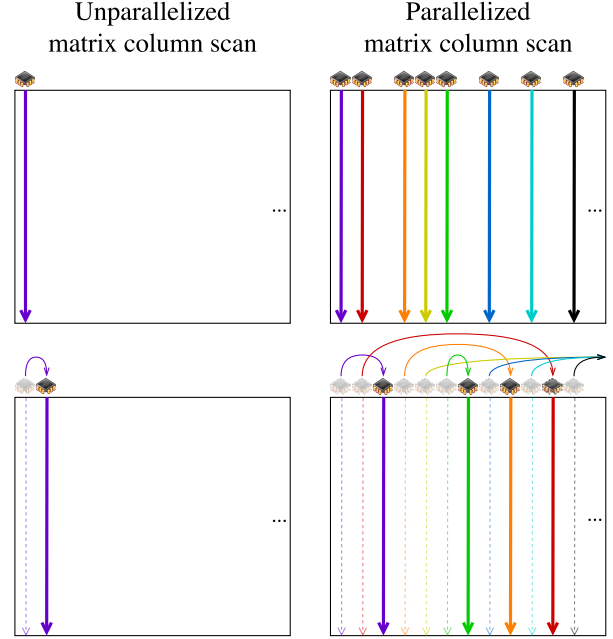 Unparallelized
matrix column scan
Parallelized
matrix column scan
...
...
...
...